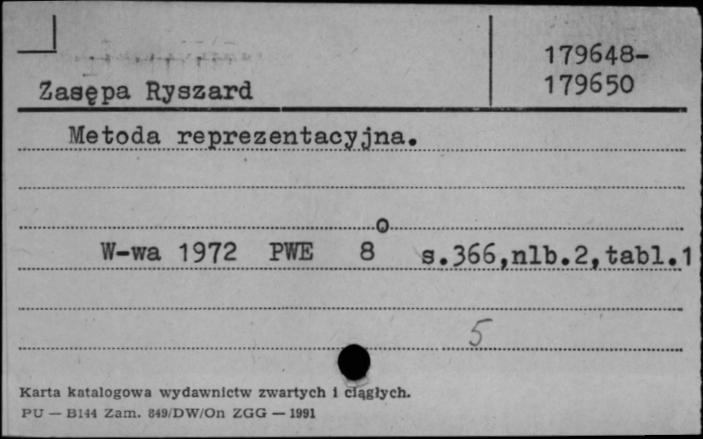 179648-
179650
Zasępa Ryszard
Metoda reprezentacyjna.
W-wa 1972 PWE 8° s.366,nlb.2,tabl.1
5
Karta katalogowa wydawnictw zwartych i ciągłych.
PU — B144 Zam. 849/DW/On ZGG — 1991